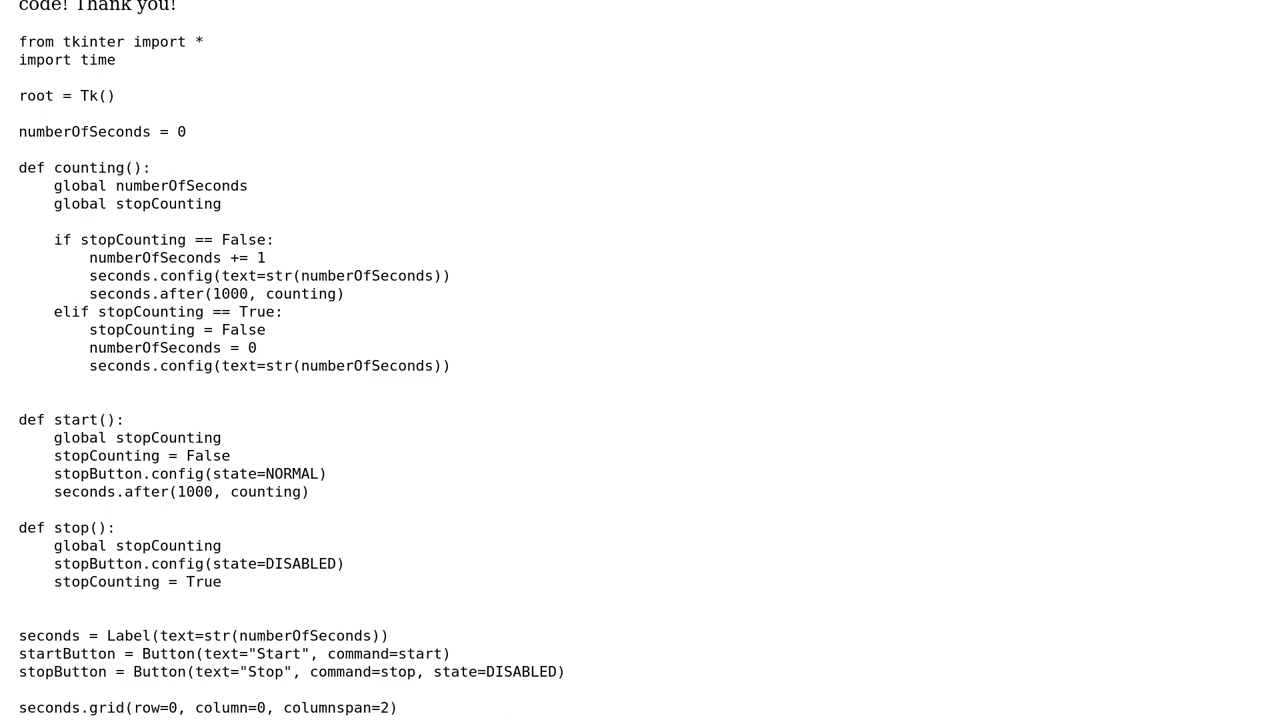 code! Thank you!
from tkinter import *
import time
root = Tk()
numberOfSeconds = 0
def counting():
    global numberOfSeconds
    global stopCounting
    if stopCounting == False:
        numberOfSeconds += 1
        seconds.config(text=str(numberOfSeconds))
        seconds.after(1000, counting)
    elif stopCounting == True:
        stopCounting = False
        numberOfSeconds = 0
        seconds.config(text=str(numberOfSeconds))
def start():
    global stopCounting
    stopCounting = False
    stopButton.config(state=NORMAL)
    seconds.after(1000, counting)
def stop():
    global stopCounting
    stopButton.config(state=DISABLED)
    stopCounting = True
seconds = Label(text=str(numberOfSeconds))
startButton = Button(text="Start", command=start)
stopButton = Button(text="Stop", command=stop, state=DISABLED)
seconds.grid(row=0, column=0, columnspan=2)